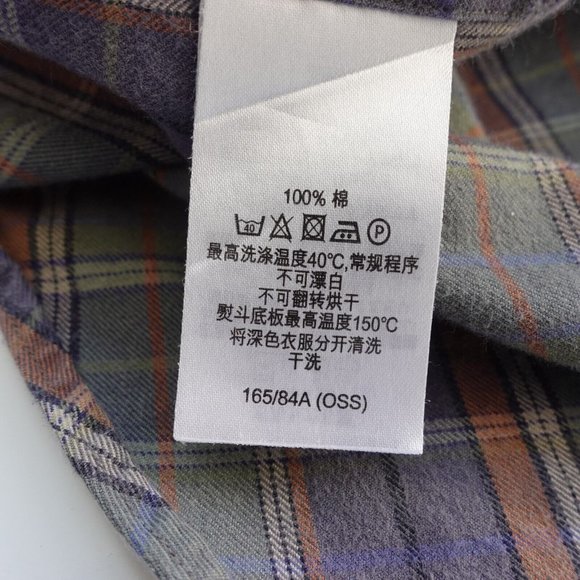 100% 棉
40 P
最高洗涤温度40℃,常规程序
不可漂白
不可翻转烘干
熨斗底板最高温度150℃
将深色衣服分开清洗
干洗
165/84A (OSS)